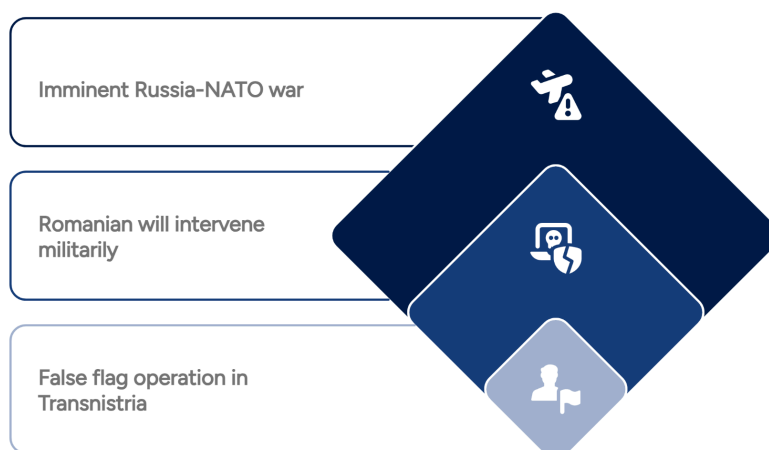 Imminent Russia-NATO war
Romanian will intervene
militarily
False flag operation in
Transnistria